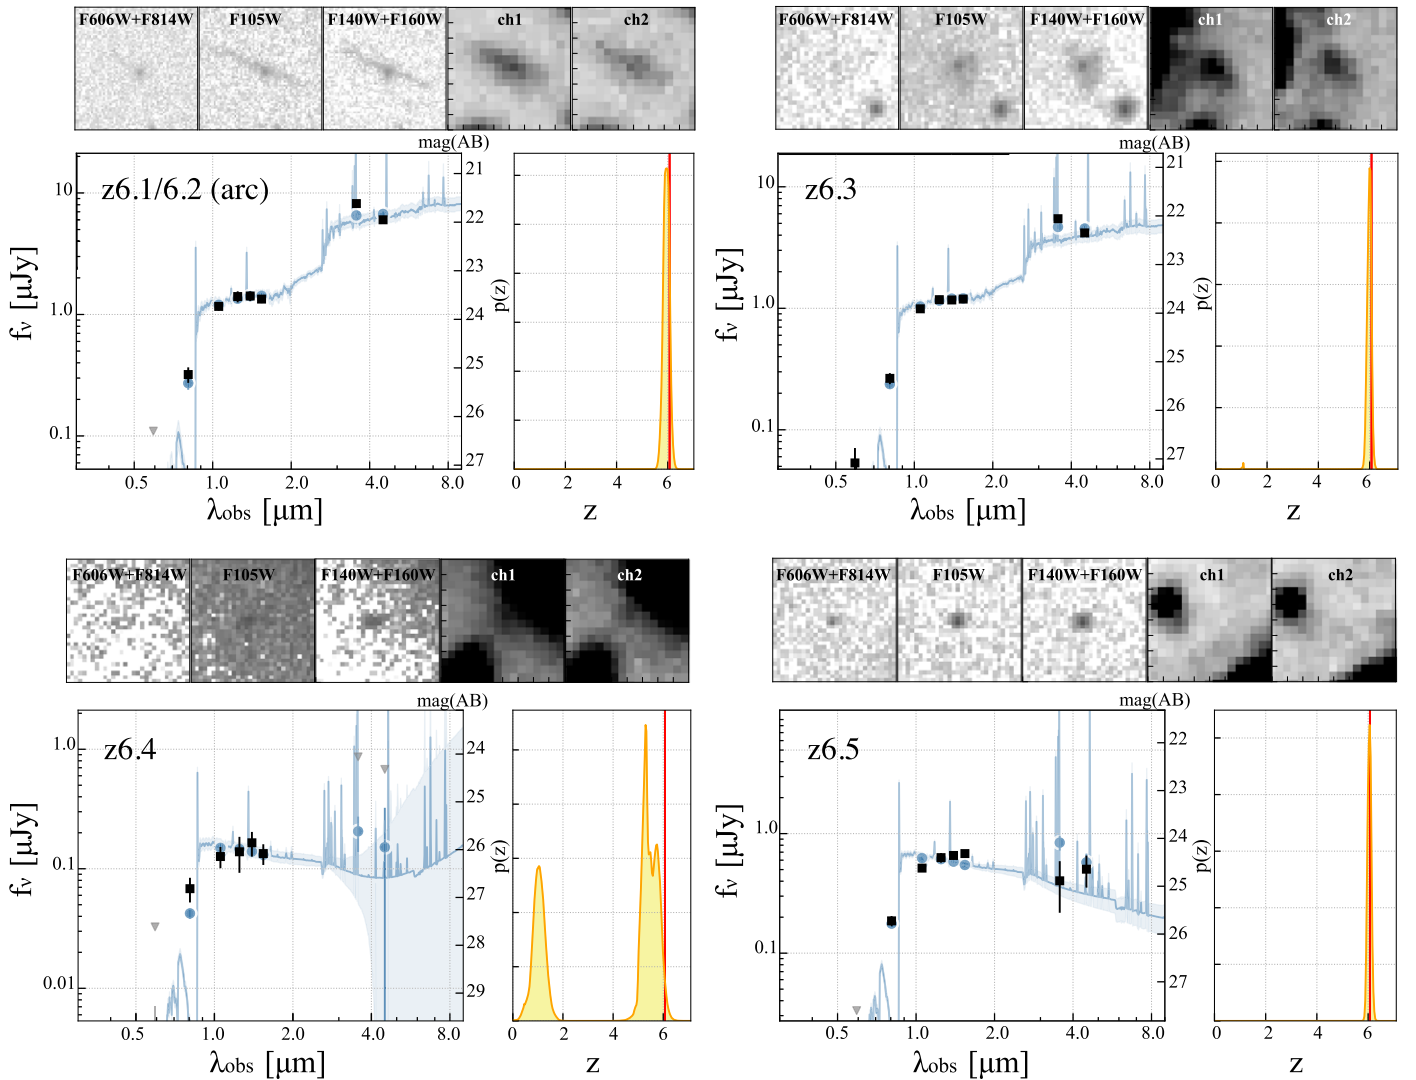 F606W+F814W F105W F140W+F160W ch1 ch2
mag(AB)
z6.1/6.2 (arc)
10
1.0
0.1
fν [μJy]
21
22
23
24
25
26
27
0.5 1.0 2.0 4.0 8.0
λobs [μm]
p(z)
0 2 4 6
z
F606W+F814W F105W F140W+F160W ch1 ch2
mag(AB)
z6.3
10
1.0
0.1
fν [μJy]
21
22
23
24
25
26
27
0.5 1.0 2.0 4.0 8.0
λobs [μm]
p(z)
0 2 4 6
z
F606W+F814W F105W F140W+F160W ch1 ch2
mag(AB)
z6.4
1.0
0.1
0.01
fν [μJy]
24
25
26
27
28
29
0.5 1.0 2.0 4.0 8.0
λobs [μm]
p(z)
0 2 4 6
z
F606W+F814W F105W F140W+F160W ch1 ch2
mag(AB)
z6.5
1.0
0.1
fν [μJy]
22
23
24
25
26
27
0.5 1.0 2.0 4.0 8.0
λobs [μm]
p(z)
0 2 4 6
z